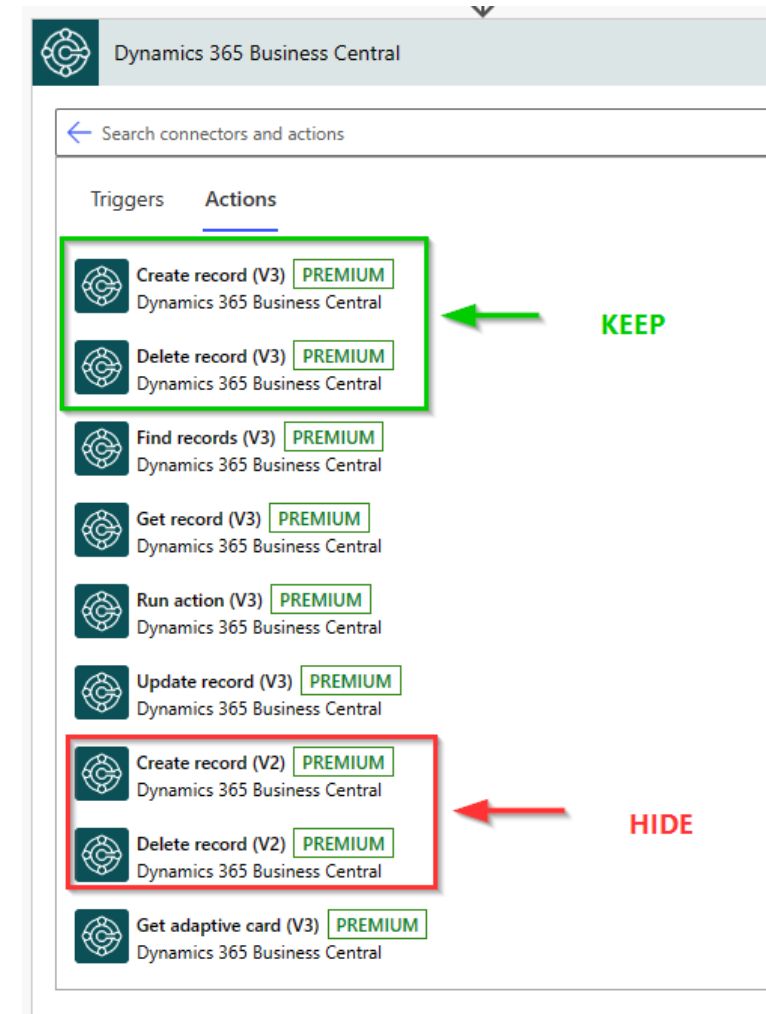 Dynamics 365 Business Central
Search connectors and actions
Triggers Actions
Create record (V3) PREMIUM
Dynamics 365 Business Central
KEEP
Delete record (V3) PREMIUM
Dynamics 365 Business Central
Find records (V3) PREMIUM
Dynamics 365 Business Central
Get record (V3) PREMIUM
Dynamics 365 Business Central
Run action (V3) PREMIUM
Dynamics 365 Business Central
Update record (V3) PREMIUM
Dynamics 365 Business Central
Create record (V2) PREMIUM
Dynamics 365 Business Central
HIDE
Delete record (V2) PREMIUM
Dynamics 365 Business Central
Get adaptive card (V3) PREMIUM
Dynamics 365 Business Central